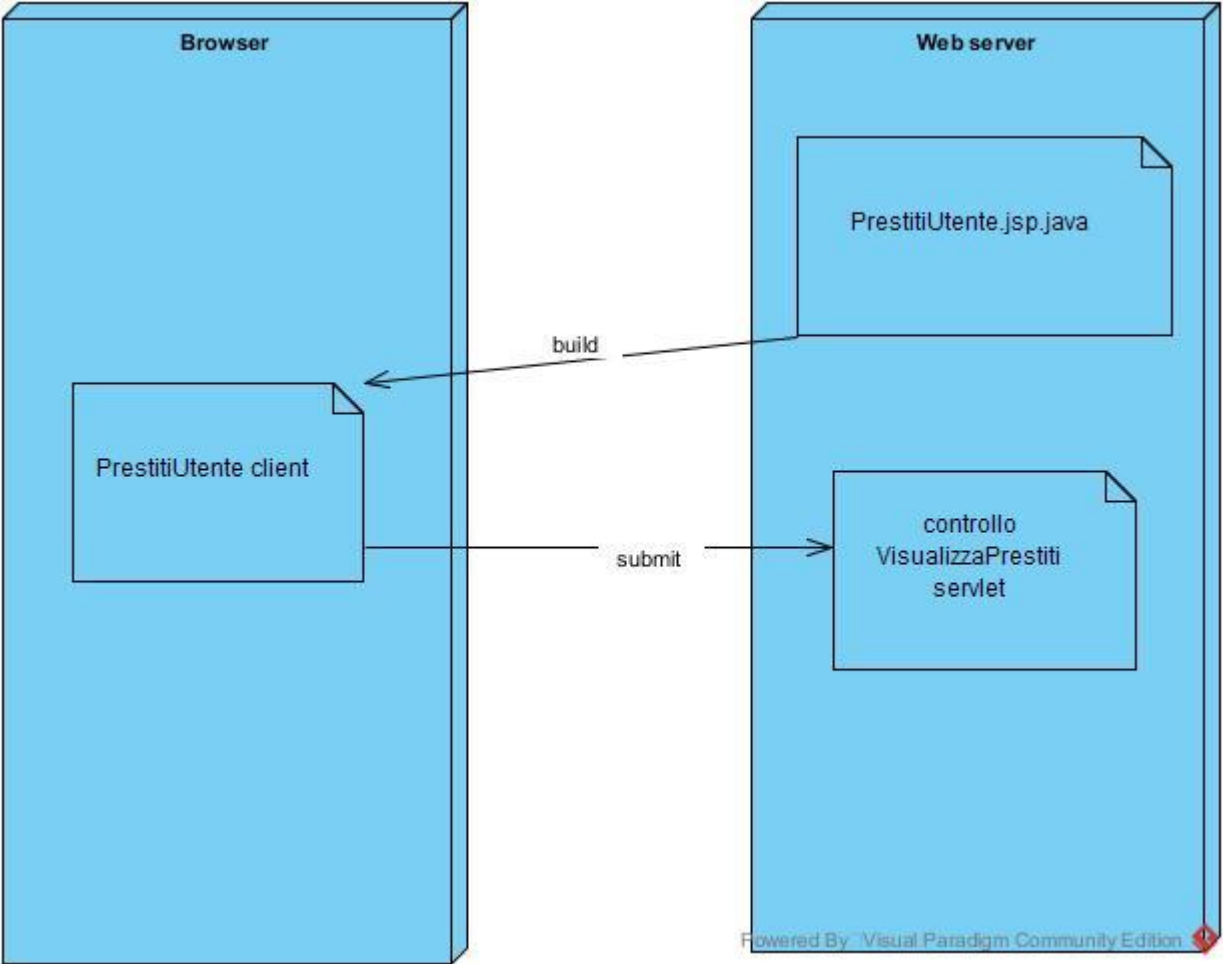 Browser
Web server
PrestitiUtente.jsp.java
build
PrestitiUtente client
submit
controllo
VisualizzaPrestiti
servlet
Powered By Visual Paradigm Community Edition